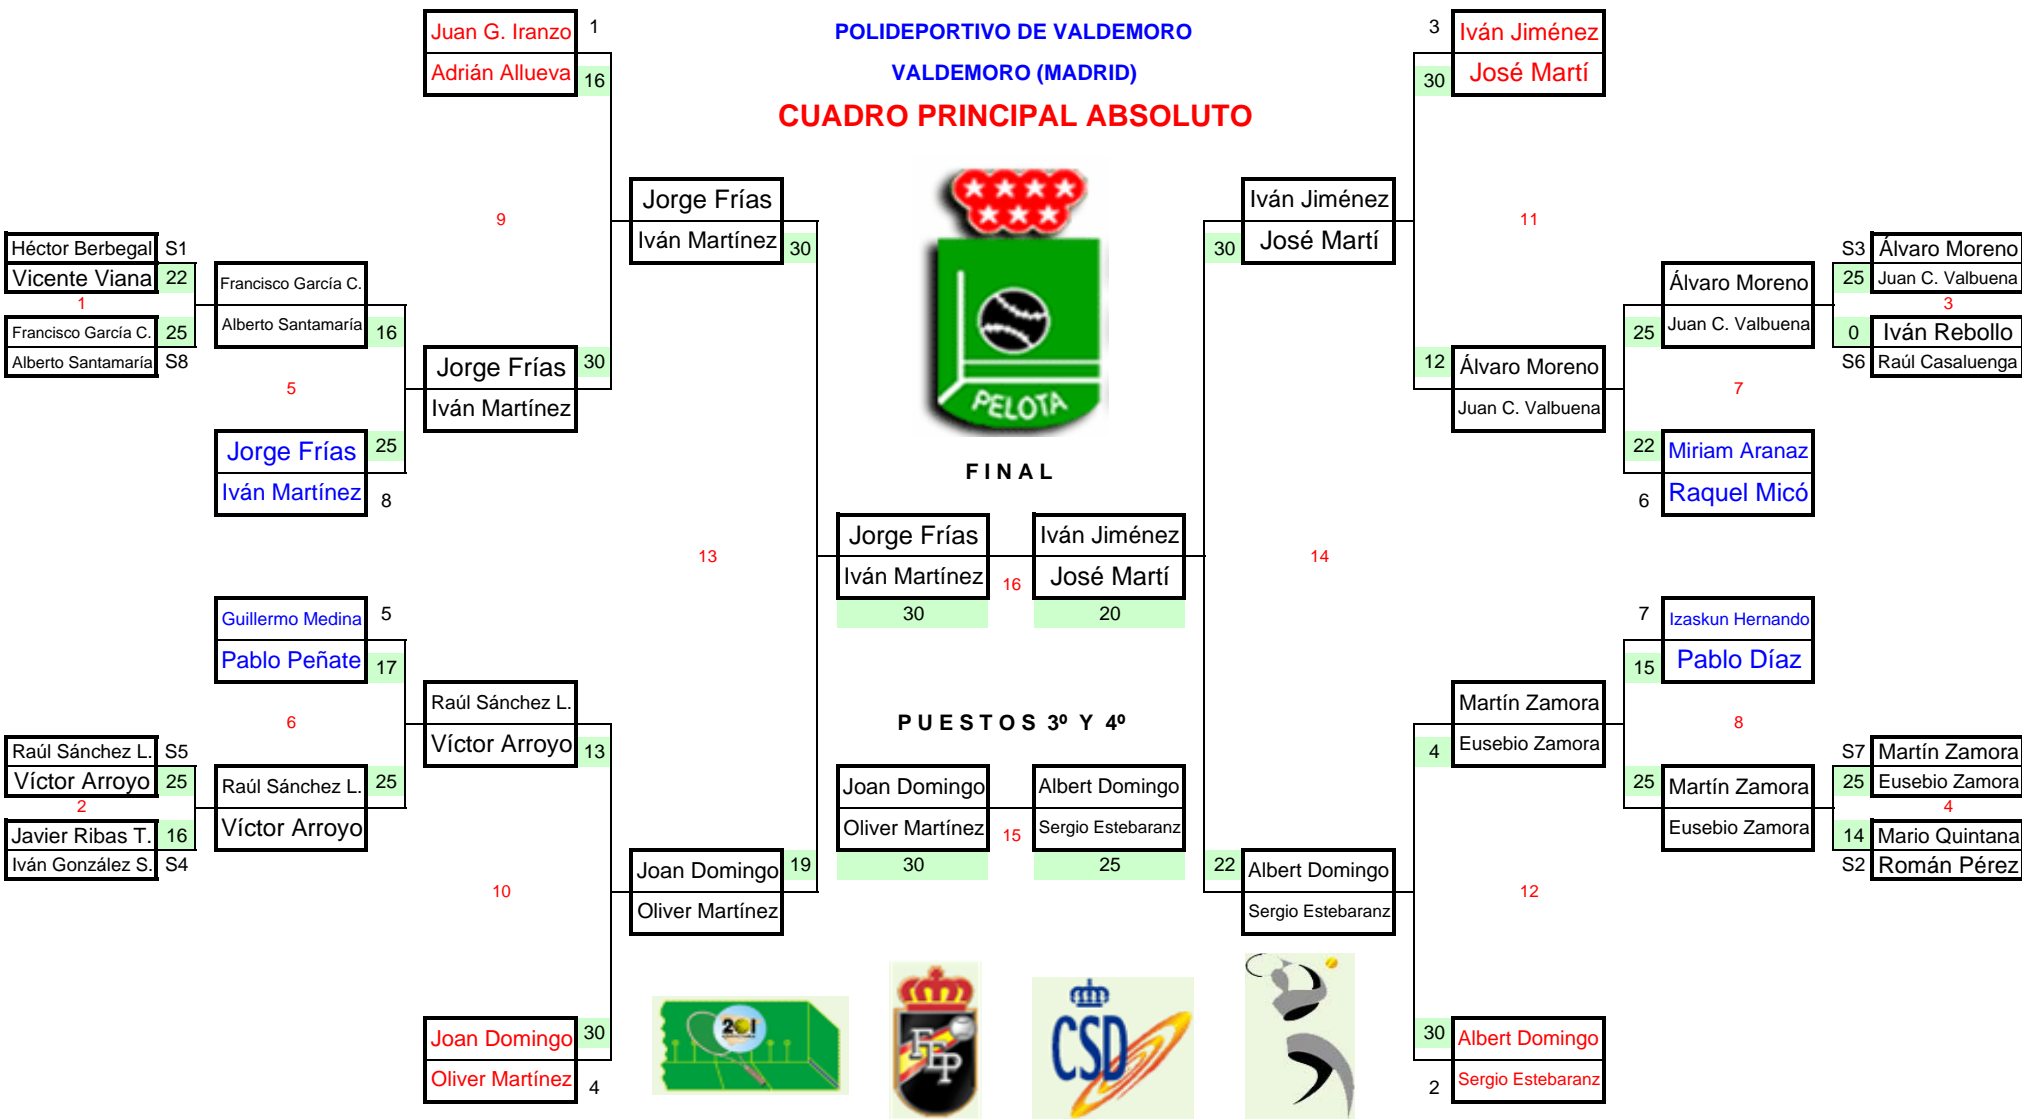 Juan G. Iranzo 1
Adrián Allueva 16
POLIDEPORTIVO DE VALDEMORO
VALDEMORO (MADRID)
CUADRO PRINCIPAL ABSOLUTO
3 Iván Jiménez
30 José Martí
9
Jorge Frías
Iván Martínez 30
Iván Jiménez
30 José Martí
11
Héctor Berbegal S1
Vicente Viana 22
1
Francisco García C. 25
Alberto Santamaría S8
Francisco García C.
Alberto Santamaría 16
5
Jorge Frías 30
Iván Martínez
Jorge Frías 25
Iván Martínez 8
PELOTA
12 Álvaro Moreno
Juan C. Valbuena
Álvaro Moreno
25 Juan C. Valbuena
7
22 Miriam Aranaz
6 Raquel Micó
S3 Álvaro Moreno
25 Juan C. Valbuena
3
0 Iván Rebollo
S6 Raúl Casaluenga
F I N A L
13
Jorge Frías
Iván Martínez
30
16
Iván Jiménez
José Martí
20
14
Guillermo Medina 5
Pablo Peñate 17
6
Raúl Sánchez L. S5
Víctor Arroyo 25
2
Javier Ribas T. 16
Iván González S. S4
Raúl Sánchez L. 25
Víctor Arroyo
Raúl Sánchez L.
Víctor Arroyo 13
10
P U E S T O S 3º Y 4º
Joan Domingo
Oliver Martínez
30
15
Albert Domingo
Sergio Estebaranz
25
7 Izaskun Hernando
15 Pablo Díaz
8
Martín Zamora
4 Eusebio Zamora
25 Martín Zamora
Eusebio Zamora
S7 Martín Zamora
25 Eusebio Zamora
4
14 Mario Quintana
S2 Román Pérez
Joan Domingo 19
Oliver Martínez
22 Albert Domingo
Sergio Estebaranz
12
Joan Domingo 30
Oliver Martínez 4
201
FEP
CSD
30 Albert Domingo
2 Sergio Estebaranz